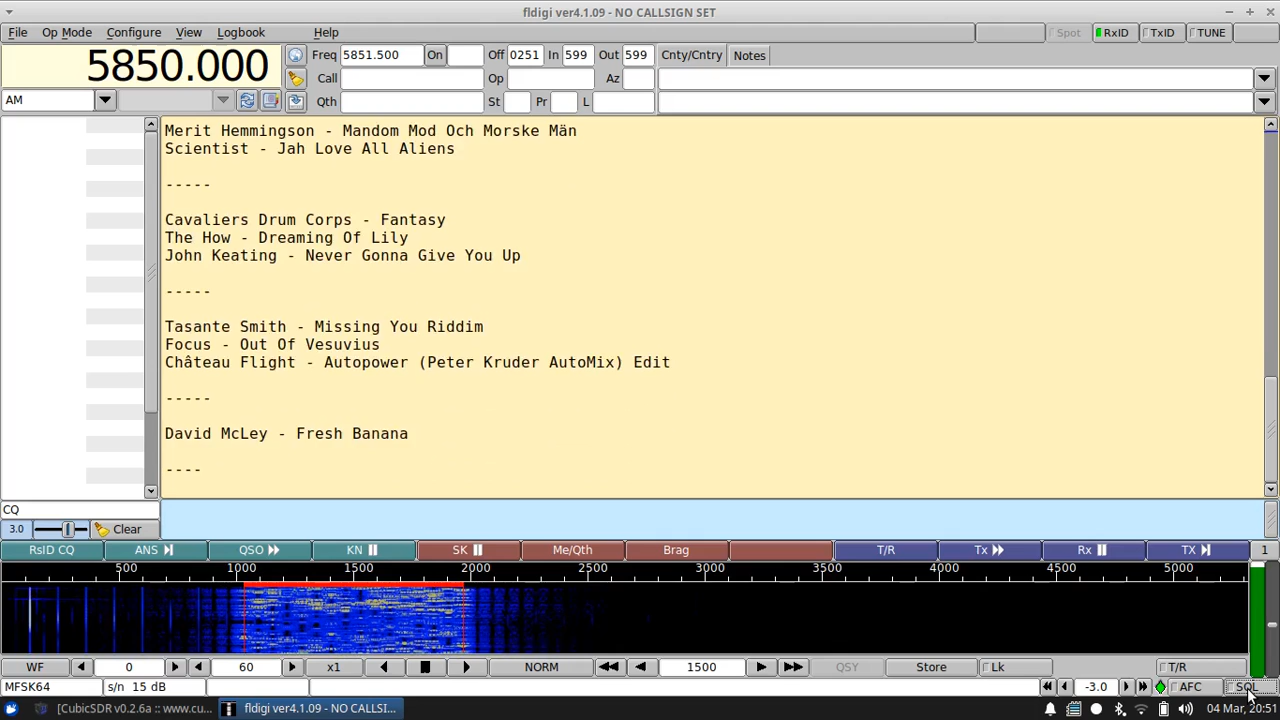 fldigi ver4.1.09 - NO CALLSIGN SET
File Op Mode Configure View Logbook Help Spot RxID TxID TUNE
5850.000
Freq 5851.500 On Off 0251 In 599 Out 599 Cnty/Cntry Notes
Call Op Az
AM Qth St Pr L
Merit Hemmingson - Mandom Mod Och Morske Män
Scientist - Jah Love All Aliens
-----
Cavaliers Drum Corps - Fantasy
The How - Dreaming Of Lily
John Keating - Never Gonna Give You Up
-----
Tasante Smith - Missing You Riddim
Focus - Out Of Vesuvius
Château Flight - Autopower (Peter Kruder AutoMix) Edit
-----
David McLey - Fresh Banana
----
CQ
3.0 Clear
RsID CQ ANS QSO KN SK Me/Qth Brag T/R Tx Rx TX 1
500 1000 1500 2000 2500 3000 3500 4000 4500 5000
WF 0 60 x1 NORM 1500 QSY Store Lk T/R
MFSK64 s/n 15 dB -3.0 AFC SQL
[CubicSDR v0.2.6a :: www.cu... fldigi ver4.1.09 - NO CALLSI... 04 Mar, 20:51